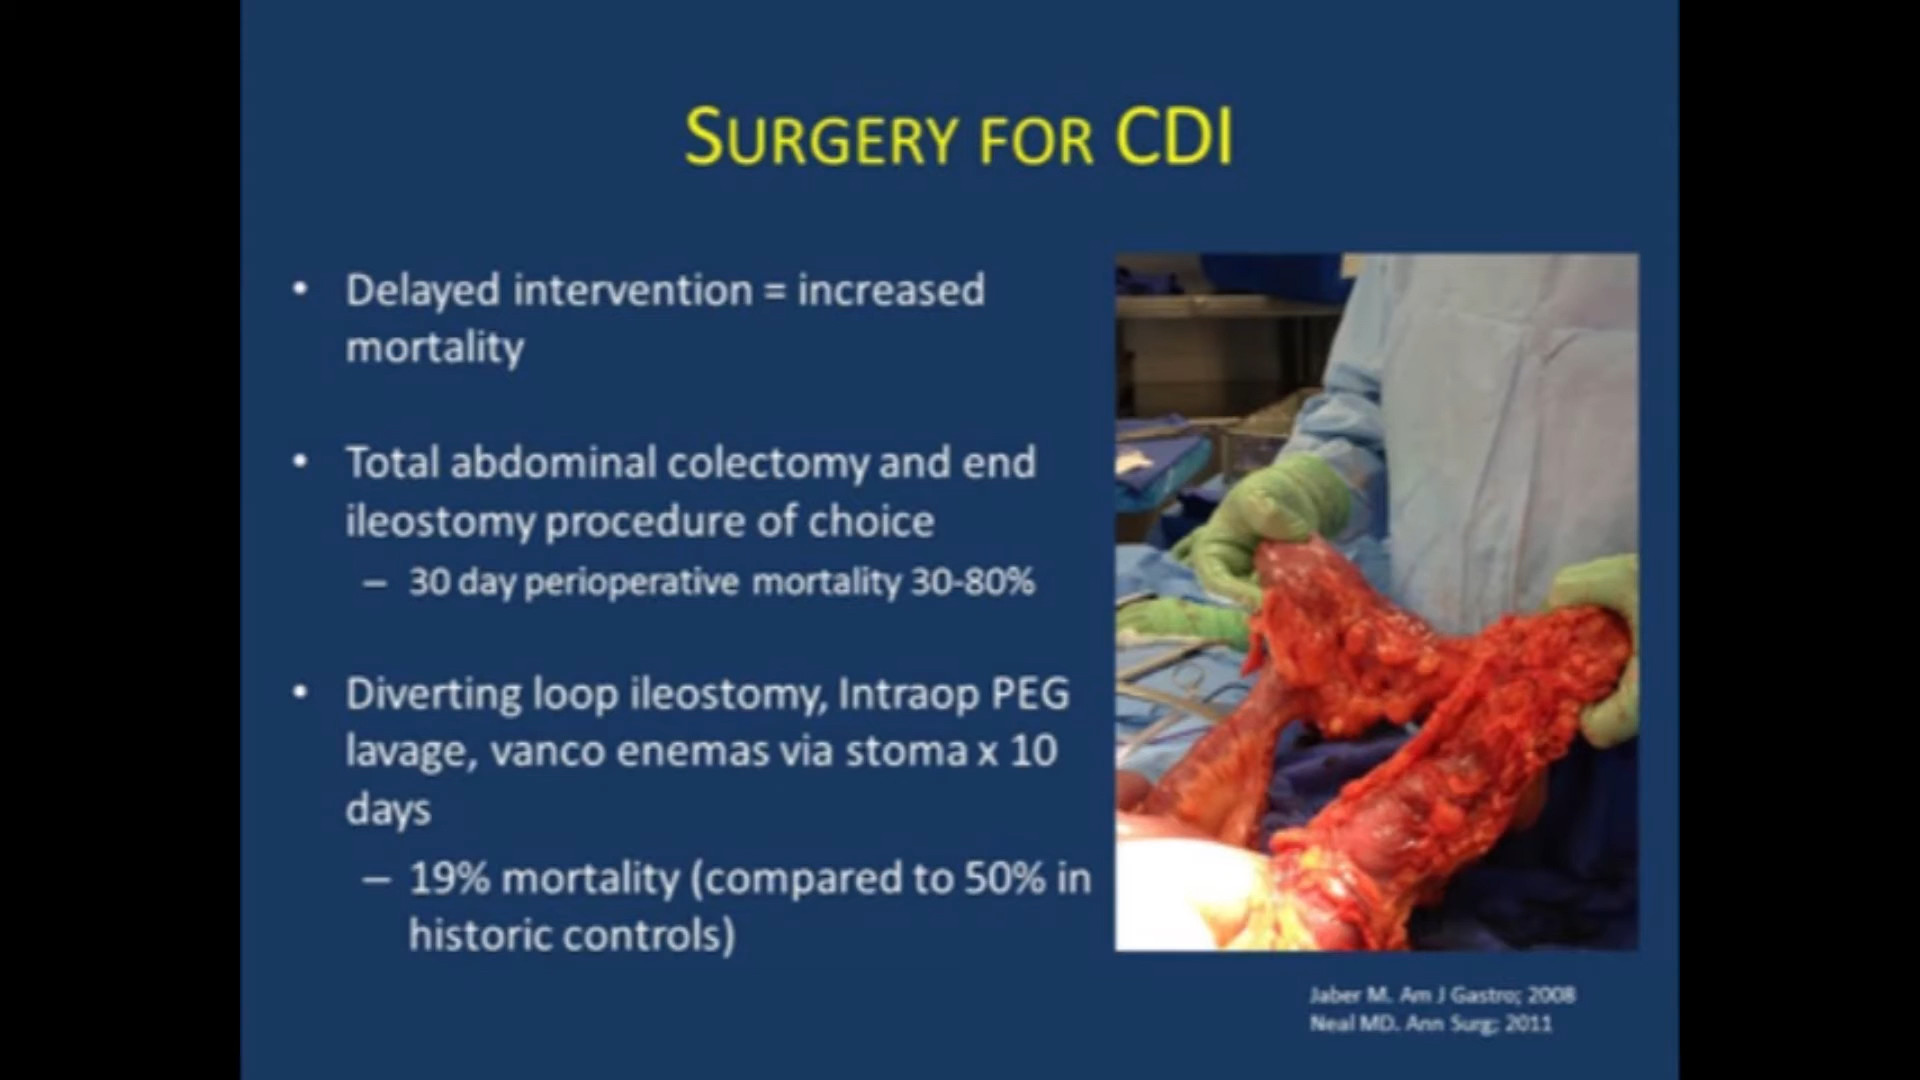 SURGERY FOR CDI
• Delayed intervention = increased
mortality
• Total abdominal colectomy and end
ileostomy procedure of choice
– 30 day perioperative mortality 30-80%
• Diverting loop ileostomy, Intraop PEG
lavage, vanco enemas via stoma x 10
days
– 19% mortality (compared to 50% in
historic controls)
Jaber M. Am J Gastro; 2008
Neal MD. Ann Surg; 2011